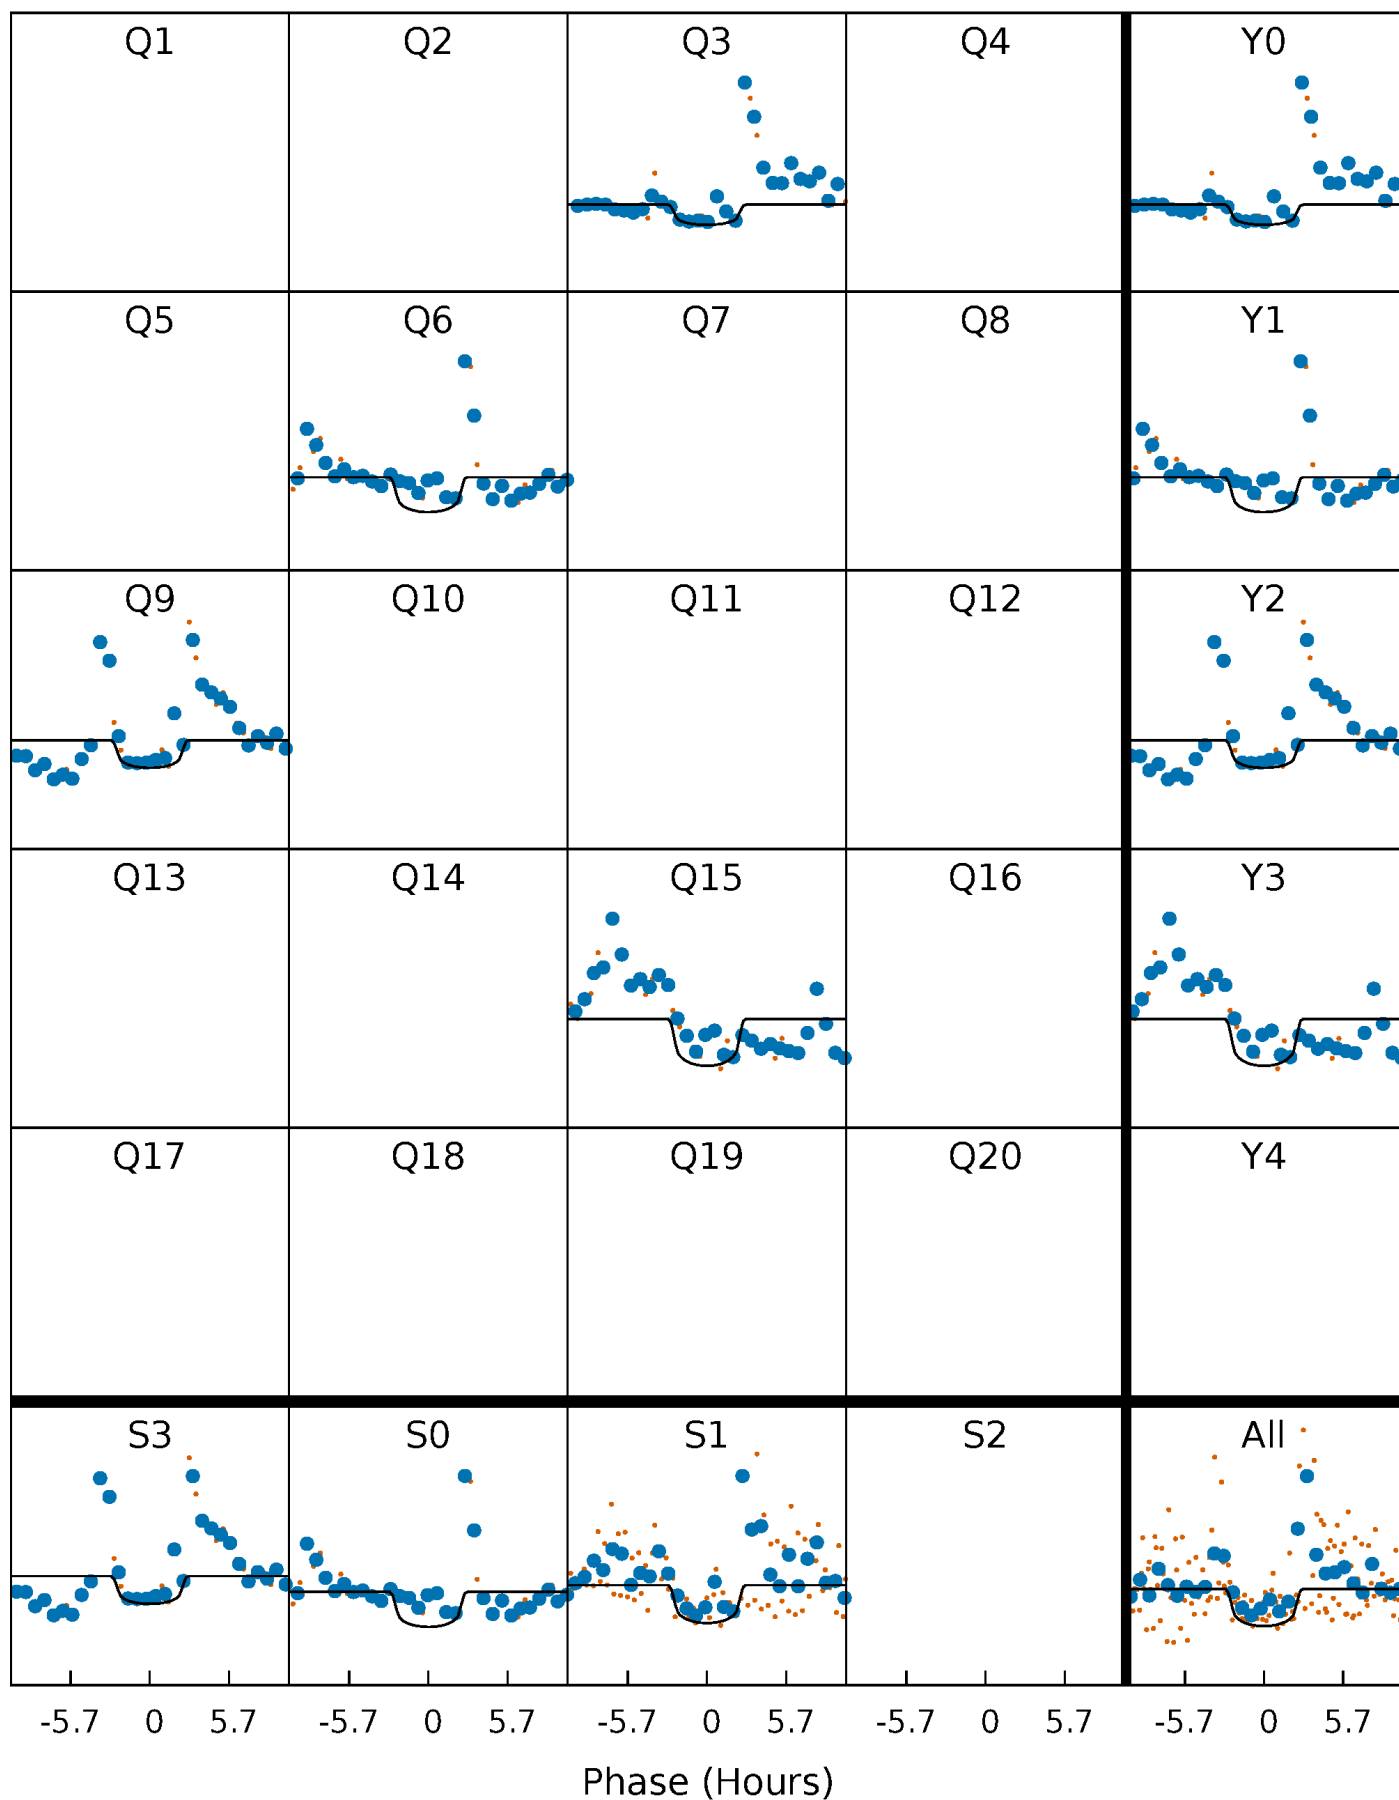 Q1 Q2 Q3 Q4 Y0
Q5 Q6 Q7 Q8 Y1
Q9 Q10 Q11 Q12 Y2
Q13 Q14 Q15 Q16 Y3
Q17 Q18 Q19 Q20 Y4
S3 S0 S1 S2 All
-5.7 0 5.7 -5.7 0 5.7 -5.7 0 5.7 -5.7 0 5.7 -5.7 0 5.7
Phase (Hours)